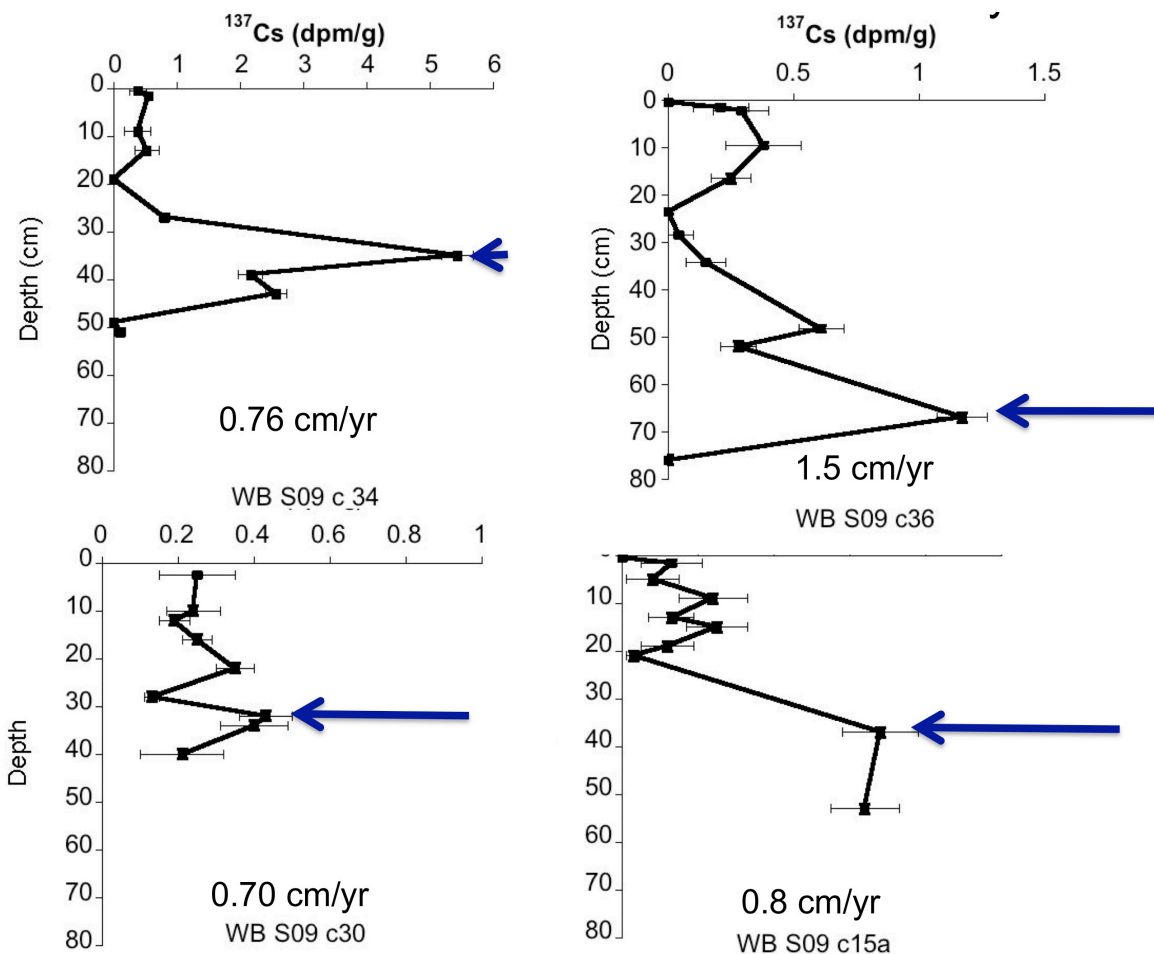 137Cs (dpm/g)
0 1 2 3 4 5 6
0
10
20
30
40
50
60
70
80
Depth (cm)
0.76 cm/yr
WB S09 c 34
137Cs (dpm/g)
0 0.5 1 1.5
0
10
20
30
40
50
60
70
80
Depth (cm)
1.5 cm/yr
WB S09 c36
0 0.2 0.4 0.6 0.8 1
0
10
20
30
40
50
60
70
80
Depth
0.70 cm/yr
WB S09 c30
10
20
30
40
50
60
70
80
0.8 cm/yr
WB S09 c15a